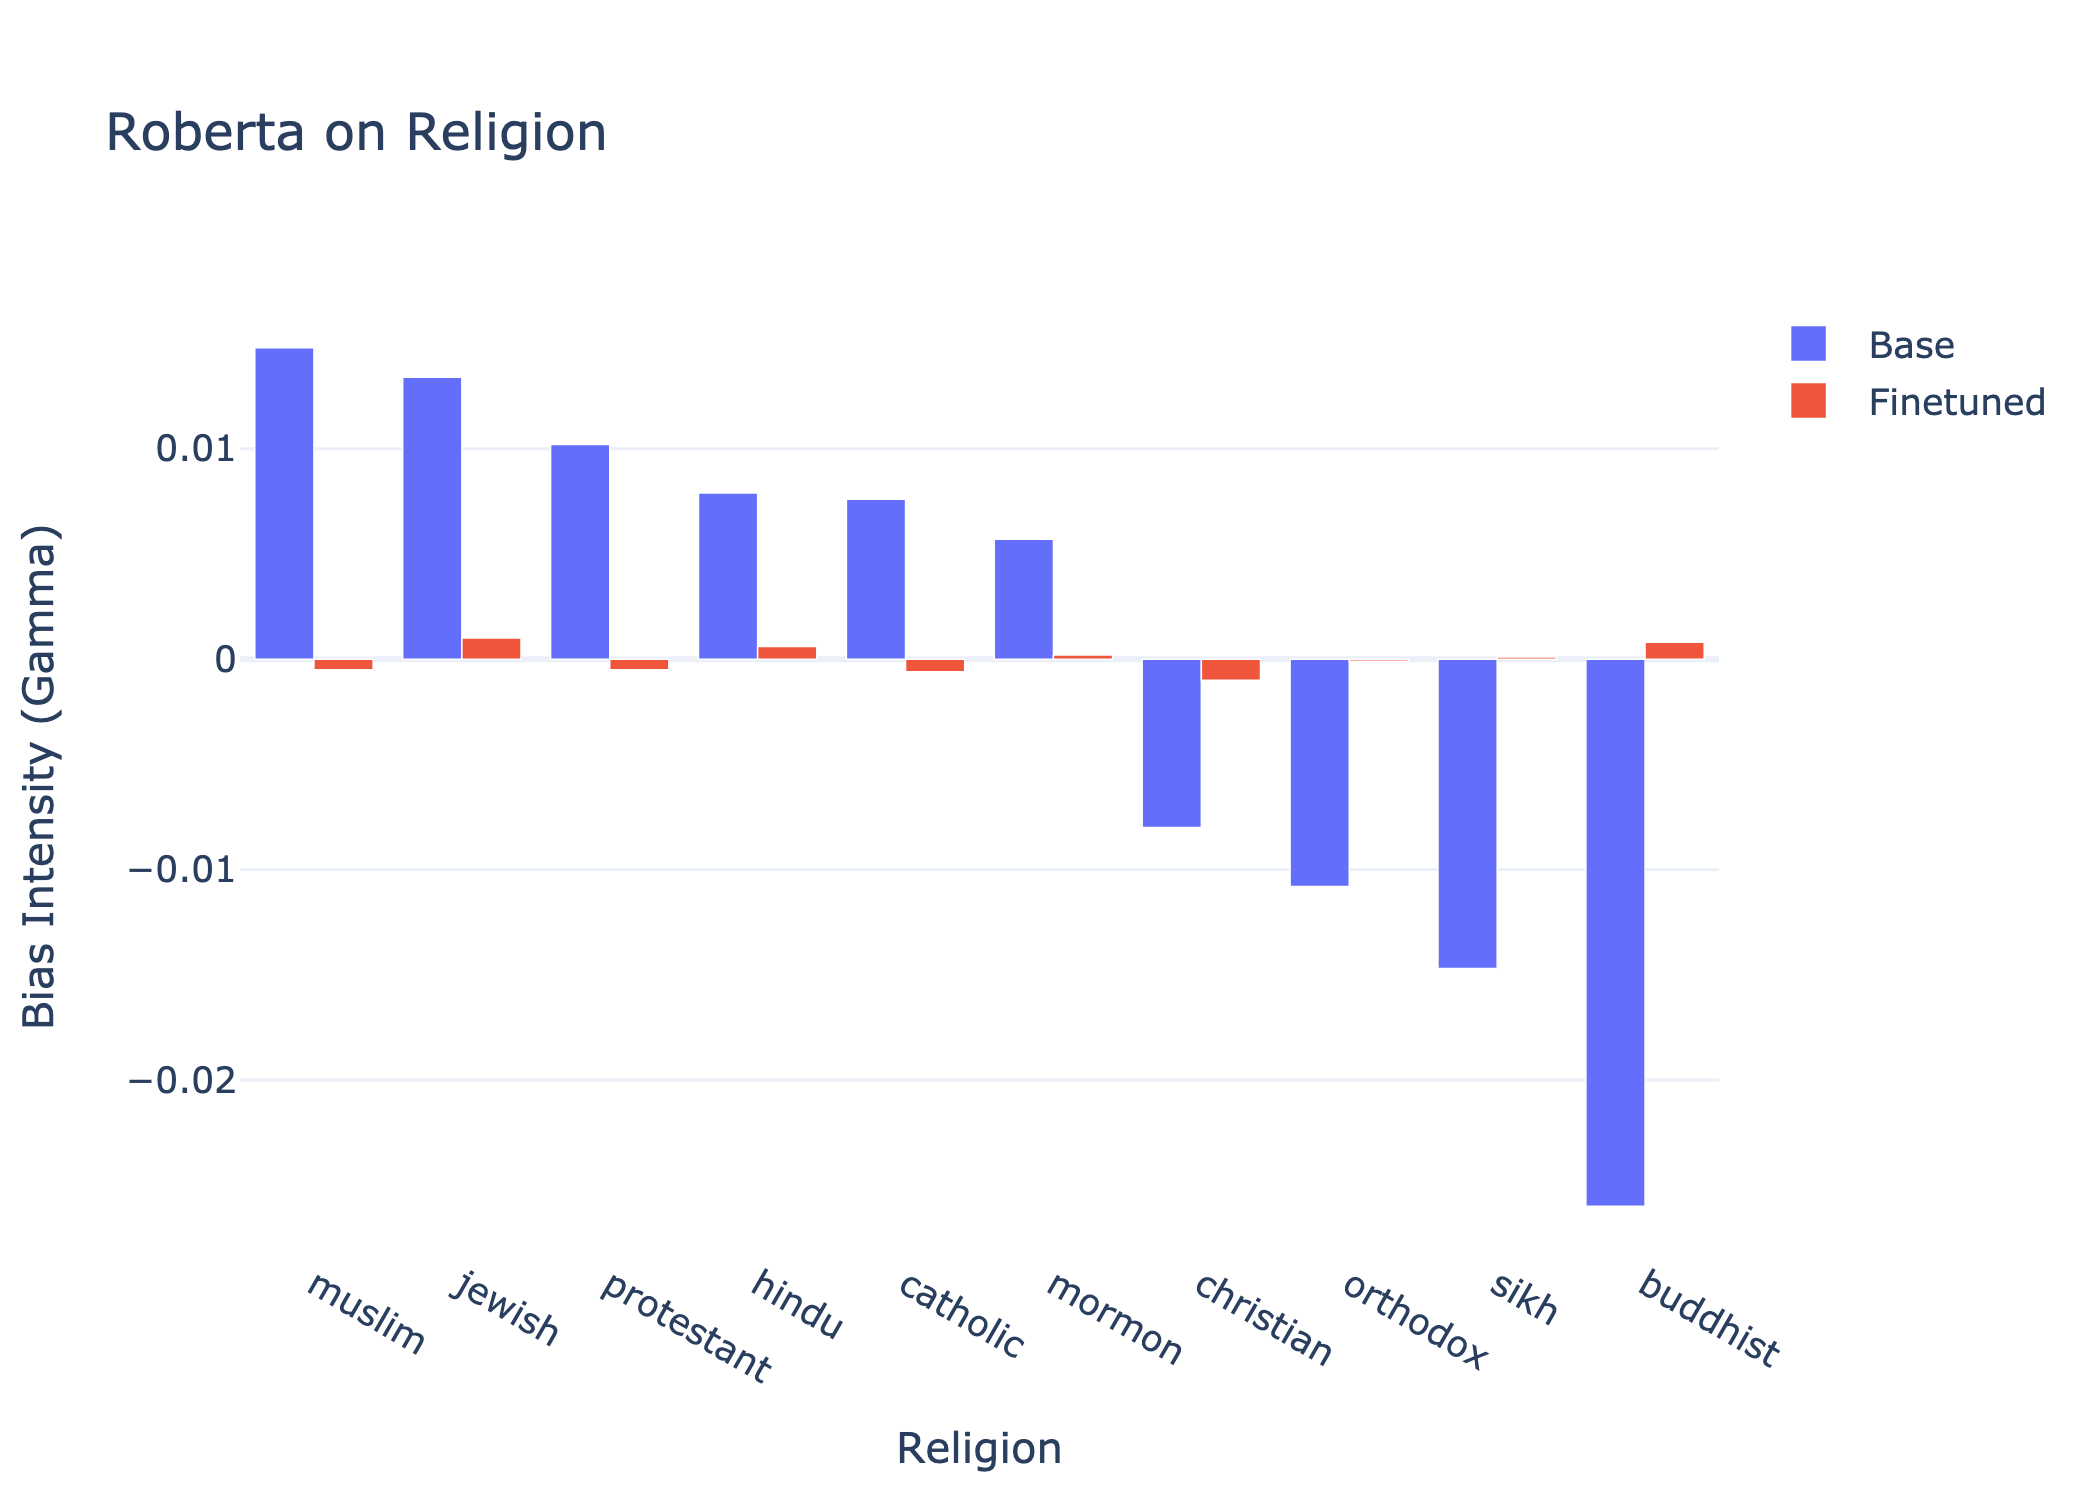 Roberta on Religion
Base
Finetuned
0.01
0
−0.01
−0.02
Bias Intensity (Gamma)
muslim
jewish
protestant
hindu
catholic
mormon
christian
orthodox
sikh
buddhist
Religion